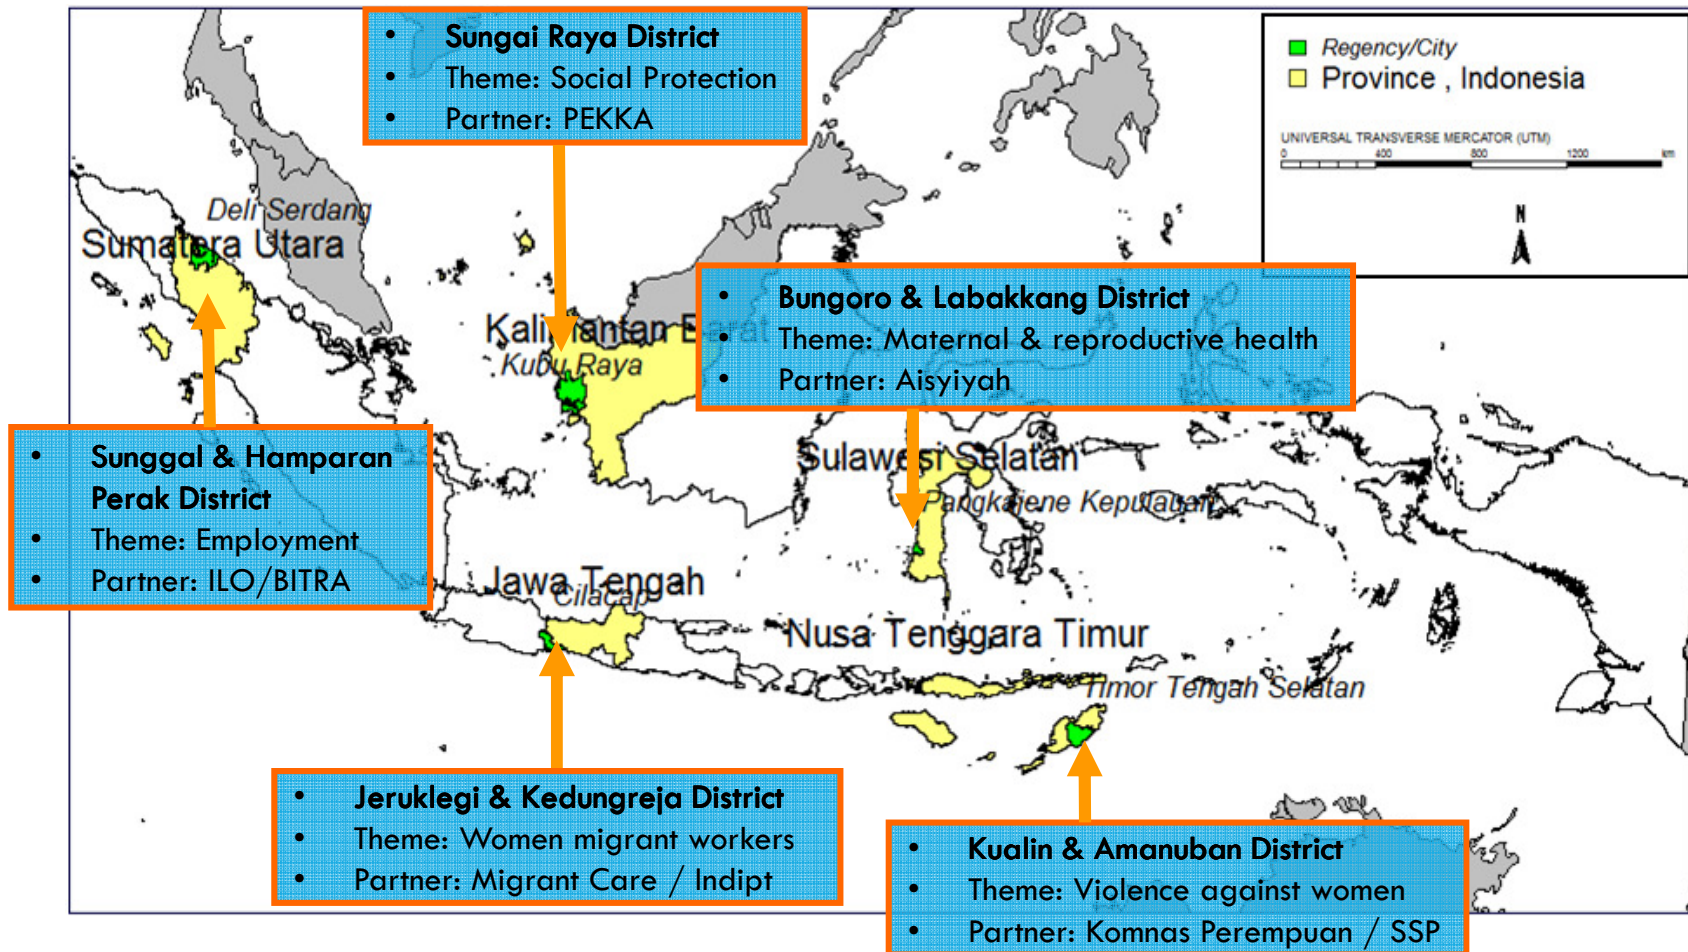 • Sungai Raya District
• Theme: Social Protection
• Partner: PEKKA
Regency/City
Province , Indonesia
UNIVERSAL TRANSVERSE MERCATOR (UTM)
0 400 800 1200 km
N
Deli Serdang
Sumatera Utara
• Bungoro & Labakkang District
• Theme: Maternal & reproductive health
• Partner: Aisyiyah
Kalimantan Barat
Kubu Raya
• Sunggal & Hamparan
Perak District
• Theme: Employment
• Partner: ILO/BITRA
Sulawesi Selatan
Pangkajene Kepulauan
Jawa Tengah
Cilacap
Nusa Tenggara Timur
Timor Tengah Selatan
• Jeruklegi & Kedungreja District
• Theme: Women migrant workers
• Partner: Migrant Care / Indipt
• Kualin & Amanuban District
• Theme: Violence against women
• Partner: Komnas Perempuan / SSP